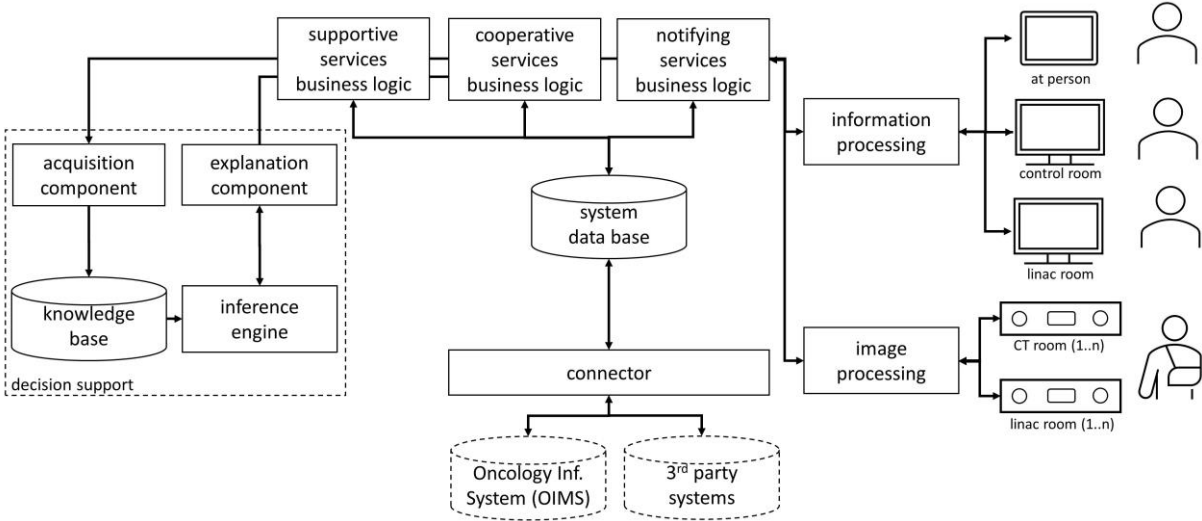 supportive
services
business logic
cooperative
services
business logic
notifying
services
business logic
at person
information
processing
control room
linac room
acquisition
component
explanation
component
system
data base
knowledge
base
inference
engine
decision support
connector
image
processing
CT room (1..n)
linac room (1..n)
Oncology Inf.
System (OIMS)
3rd party
systems